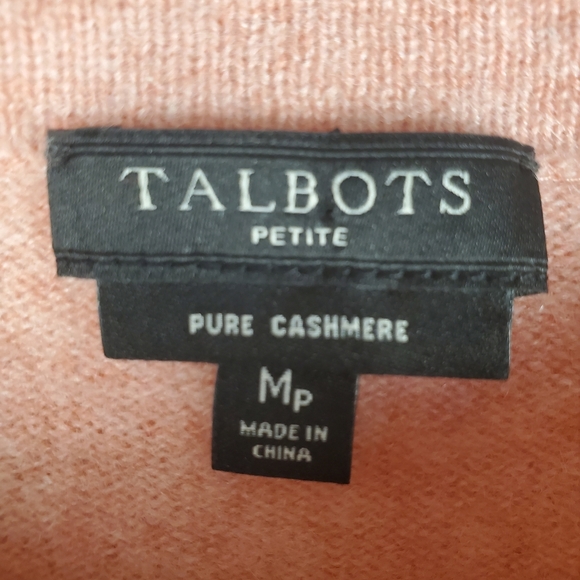 TALBOTS
PETITE
PURE CASHMERE
MP
MADE IN
CHINA